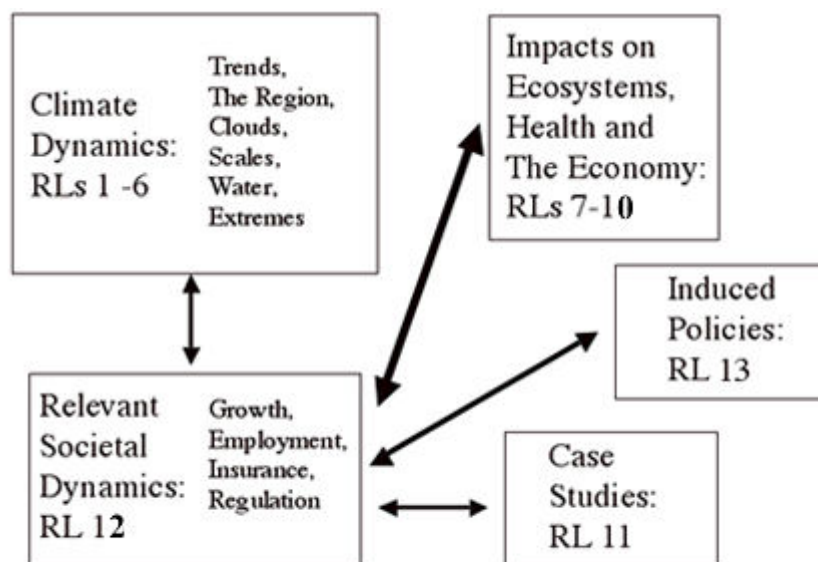 Climate
Dynamics:
RLs 1 -6
Trends,
The Region,
Clouds,
Scales,
Water,
Extremes
Impacts on
Ecosystems,
Health and
The Economy:
RLs 7-10
Induced
Policies:
RL 13
Relevant
Societal
Dynamics:
RL 12
Growth,
Employment,
Insurance,
Regulation
Case
Studies:
RL 11